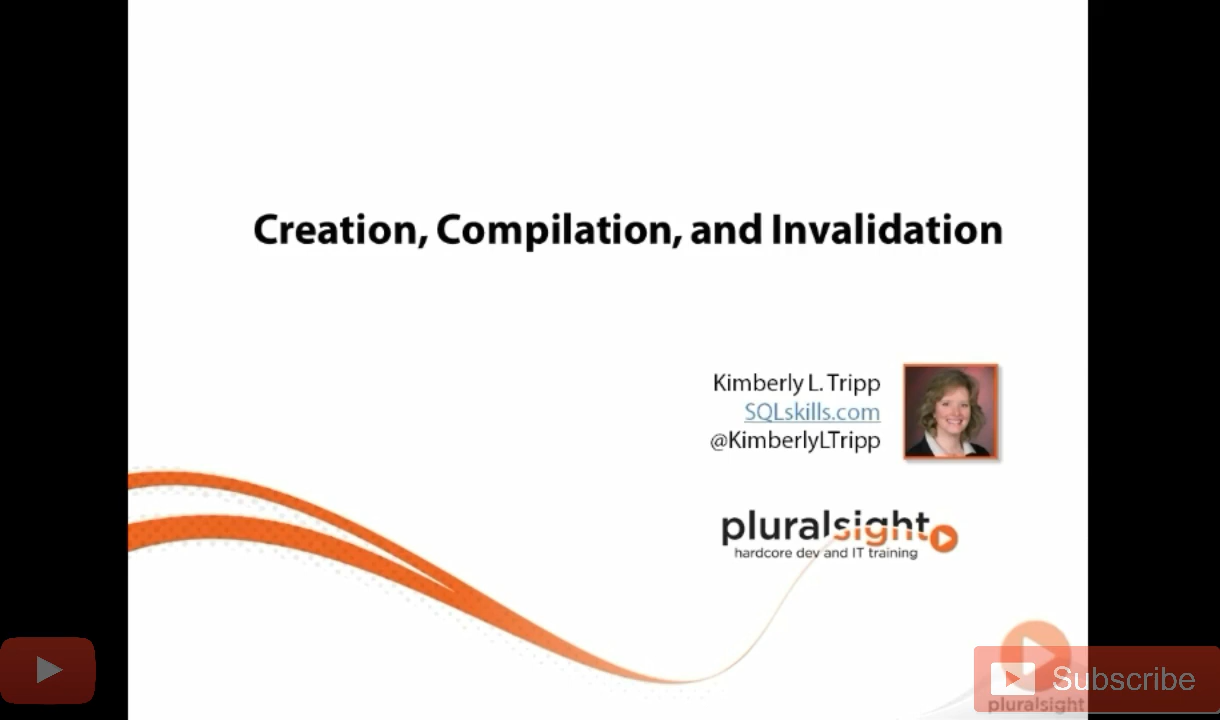 Creation, Compilation, and Invalidation
Kimberly L. Tripp
SQLskills.com
@KimberlyLTripp
pluralsight
hardcore dev and IT training
Subscribe
pluralsight